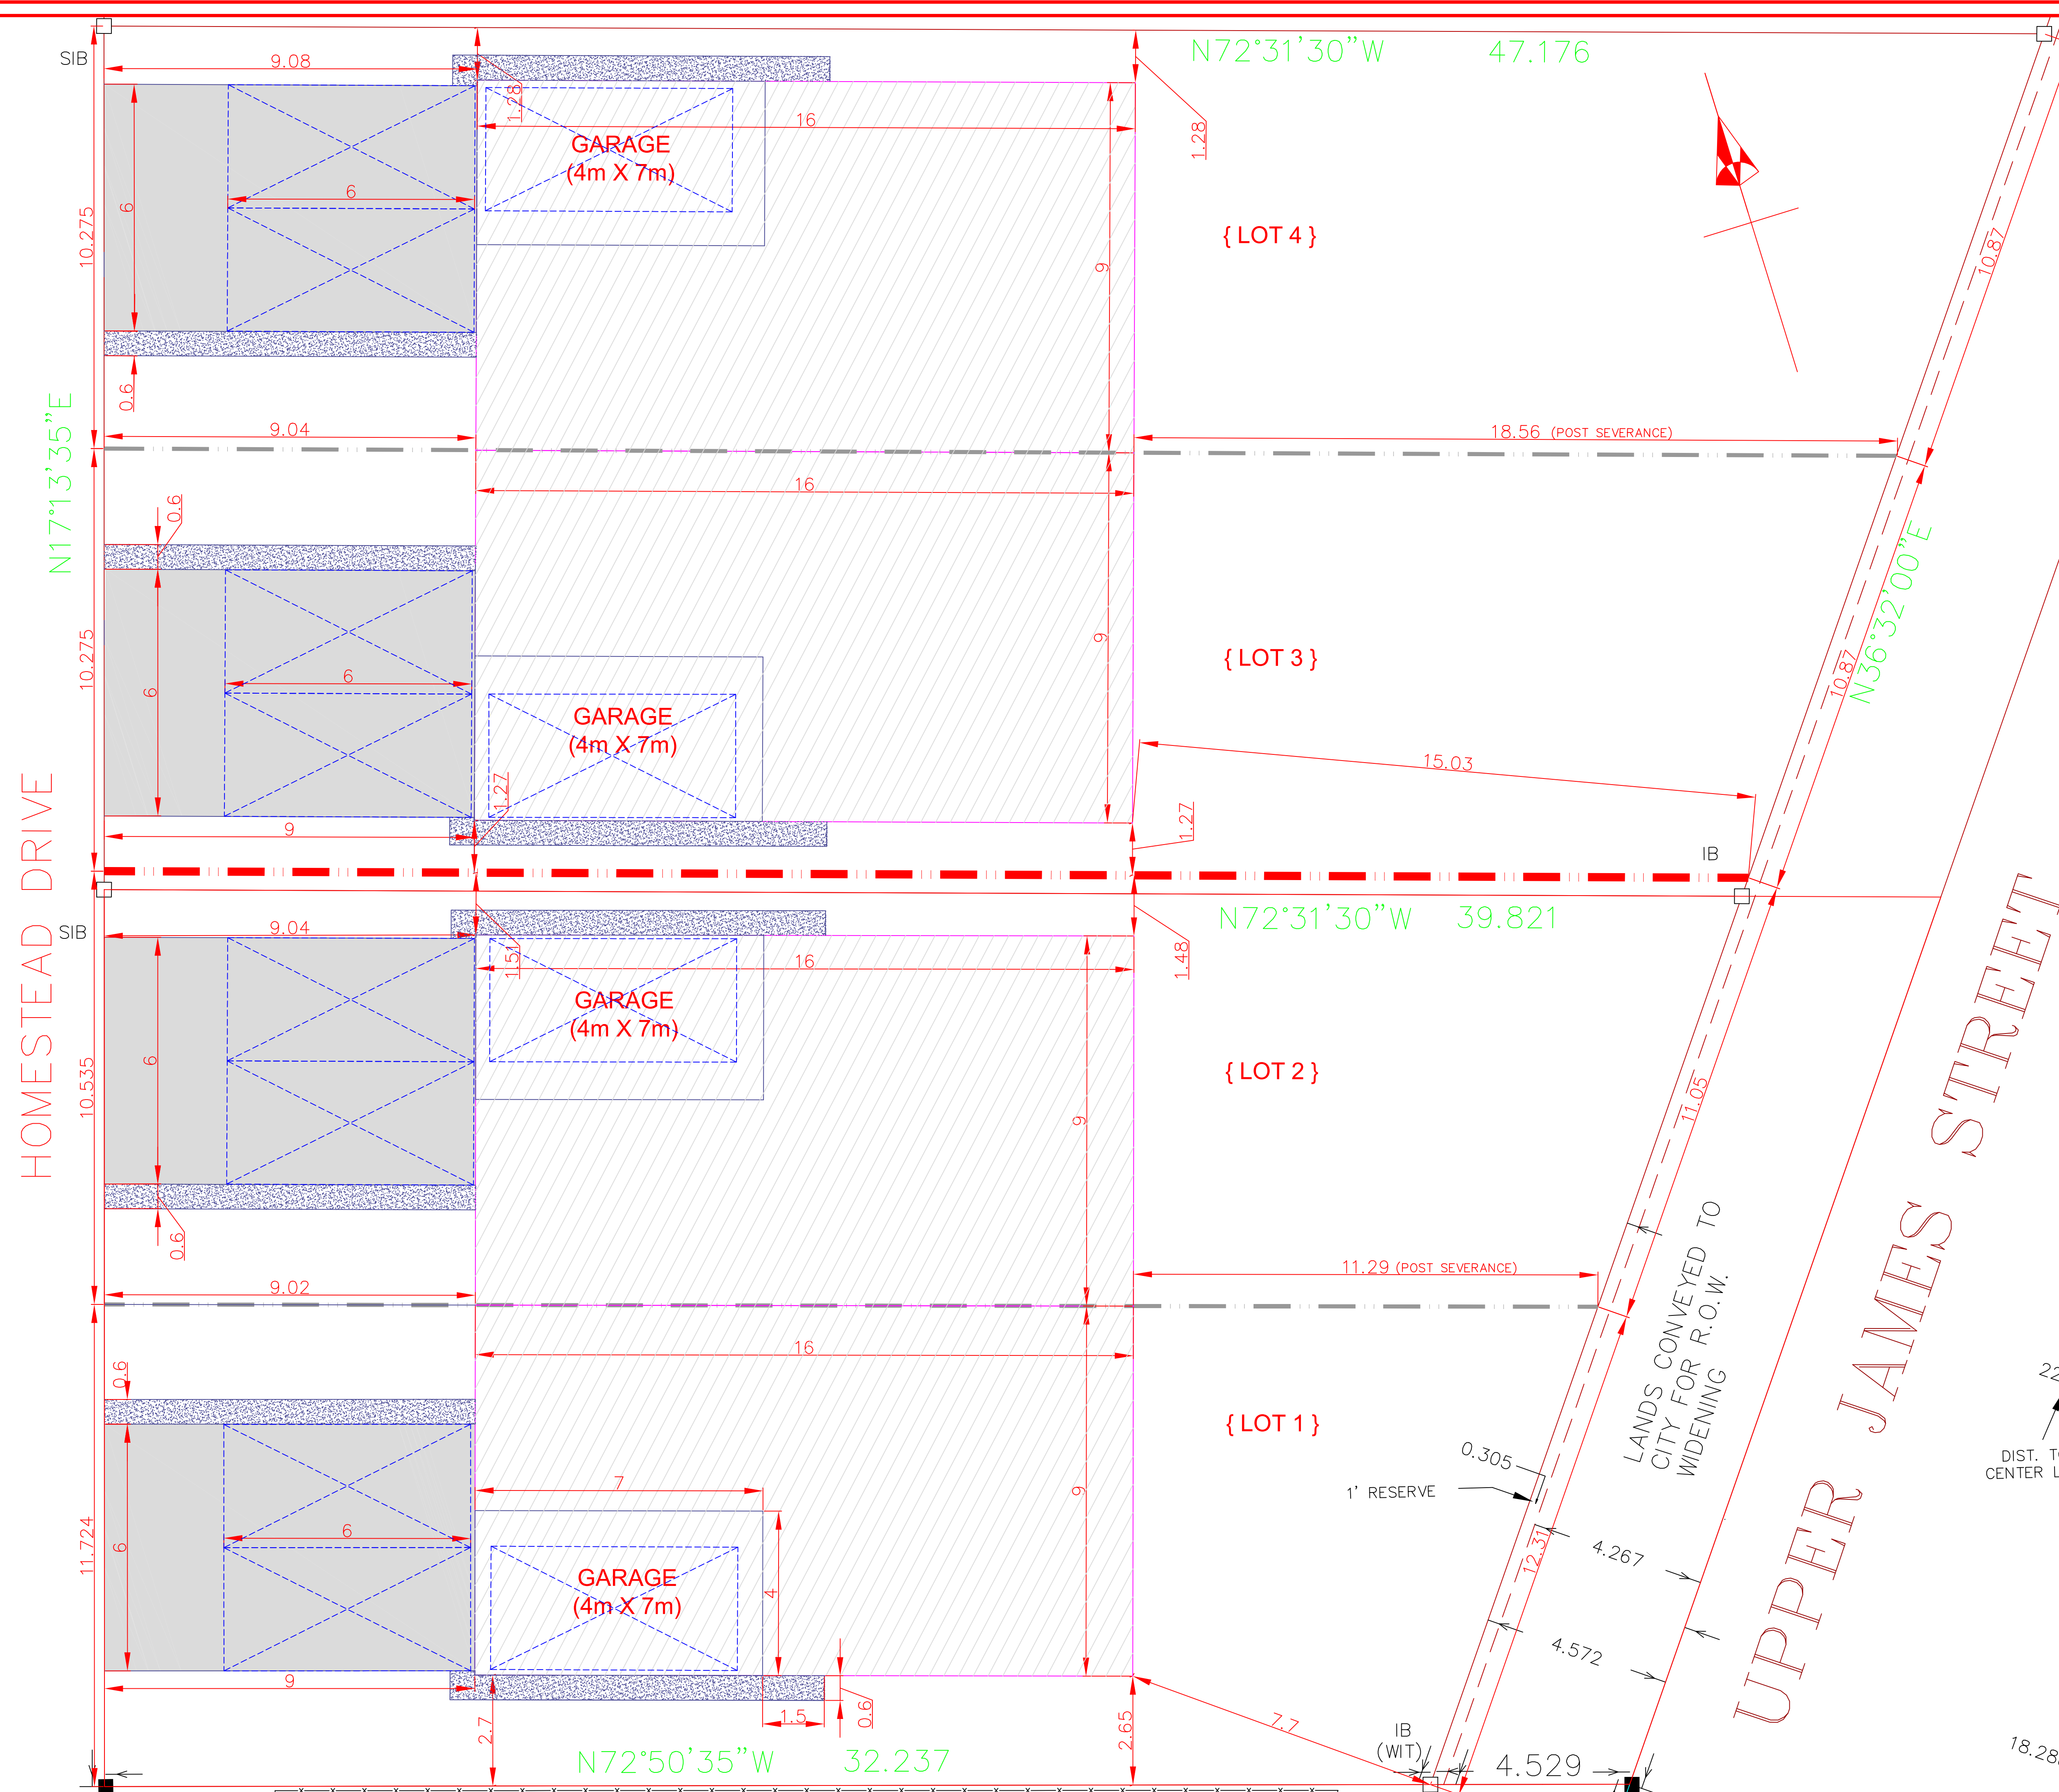 N72°31'30"W 47.176
SIB
9.08
1.28
16
1.28
GARAGE
(4m X 7m)
6
6
{ LOT 4 }
10.275
9
10.87
0.6
N17°13'35"E
9.04
18.56 (POST SEVERANCE)
16
0.6
N36°32'00"E
10.275
9
{ LOT 3 }
10.87
6
6
GARAGE
(4m X 7m)
15.03
1.27
1.27
9
IB
HOMESTEAD DRIVE
N72°31'30"W 39.821
SIB
9.04
1.51
16
1.48
GARAGE
(4m X 7m)
10.535
6
9
{ LOT 2 }
11.05
UPPER JAMES STREET
0.6
9.02
11.29 (POST SEVERANCE)
LANDS CONVEYED TO
CITY FOR R.O.W.
WIDENING
16
0.6
22
{ LOT 1 }
DIST. TO
CENTER L
0.305
1' RESERVE
7
11.724
6
6
9
12.31
4.267
GARAGE
(4m X 7m)
4
4.572
9
0.6
1.5
2.7
2.65
7.7
IB
(WIT)
N72°50'35"W 32.237
4.529
18.28